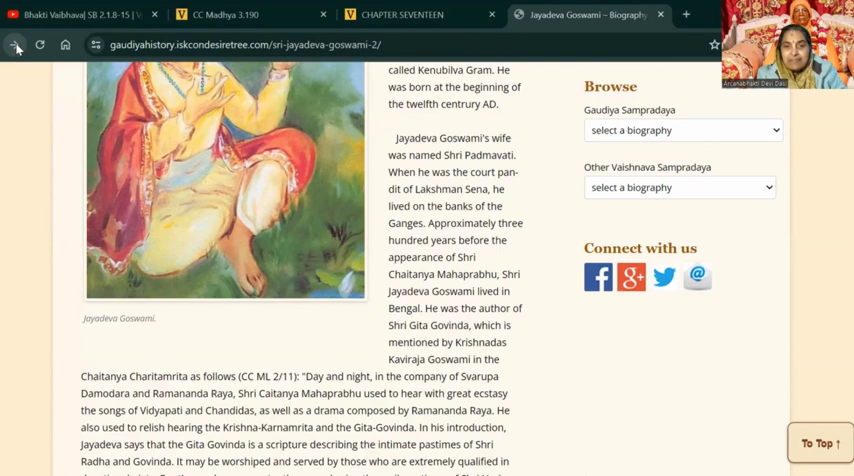 Bhakti Vaibhava| SB 2.1.8-15 | V
CC Madhya 3.190
CHAPTER SEVENTEEN
Jayadeva Goswami – Biography
gaudiyahistory.iskcondesiretree.com/sri-jayadeva-goswami-2/
Arcanabhakti Devi Dasi
called Kenubilva Gram. He
was born at the beginning of
the twelfth centrury AD.
Jayadeva Goswami's wife
was named Shri Padmavati.
When he was the court pan-
dit of Lakshman Sena, he
lived on the banks of the
Ganges. Approximately three
hundred years before the
appearance of Shri
Chaitanya Mahaprabhu, Shri
Jayadeva Goswami lived in
Bengal. He was the author of
Shri Gita Govinda, which is
mentioned by Krishnadas
Kaviraja Goswami in the
Chaitanya Charitamrita as follows (CC ML 2/11): "Day and night, in the company of Svarupa
Damodara and Ramananda Raya, Shri Caitanya Mahaprabhu used to hear with great ecstasy
the songs of Vidyapati and Chandidas, as well as a drama composed by Ramananda Raya. He
also used to relish hearing the Krishna-Karnamrita and the Gita-Govinda. In his introduction,
Jayadeva says that the Gita Govinda is a scripture describing the intimate pastimes of Shri
Radha and Govinda. It may be worshiped and served by those who are extremely qualified in
Jayadeva Goswami.
Browse
Gaudiya Sampradaya
select a biography
Other Vaishnava Sampradaya
select a biography
Connect with us
To Top ↑